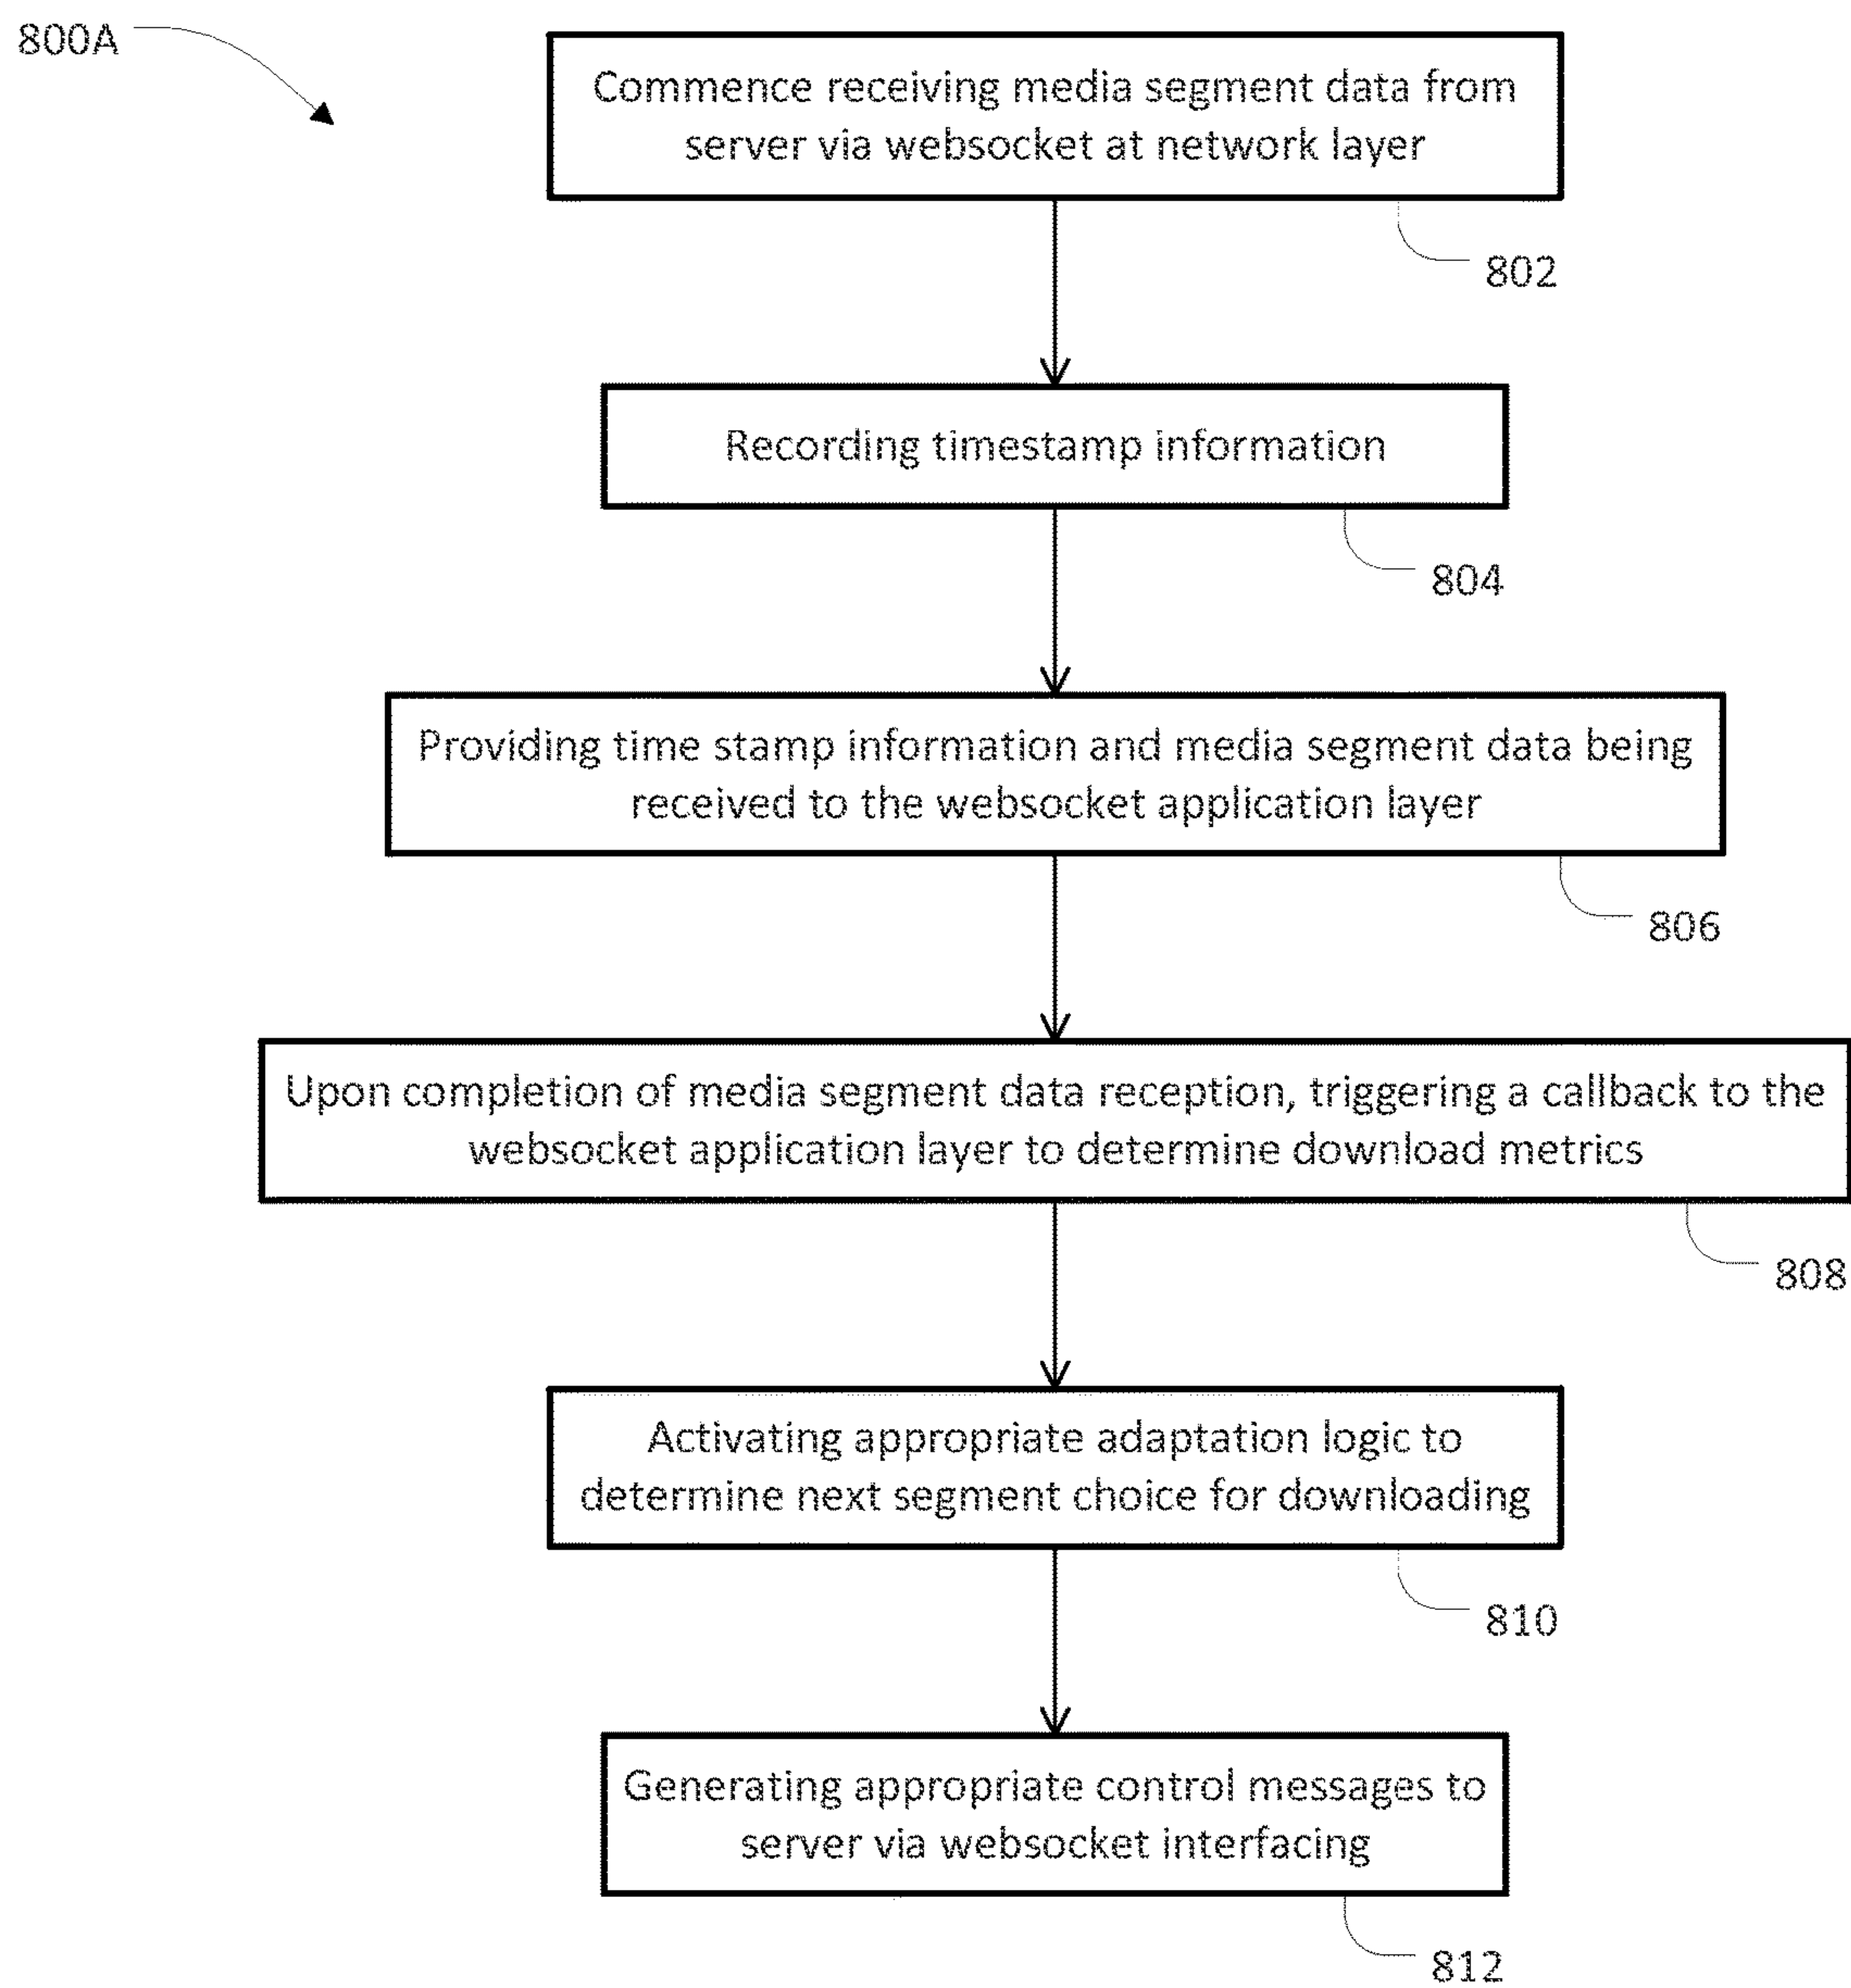 800A
Commence receiving media segment data from
server via websocket at network layer
802
Recording timestamp information
804
Providing time stamp information and media segment data being
received to the websocket application layer
806
Upon completion of media segment data reception, triggering a callback to the
websocket application layer to determine download metrics
808
Activating appropriate adaptation logic to
determine next segment choice for downloading
810
Generating appropriate control messages to
server via websocket interfacing
812